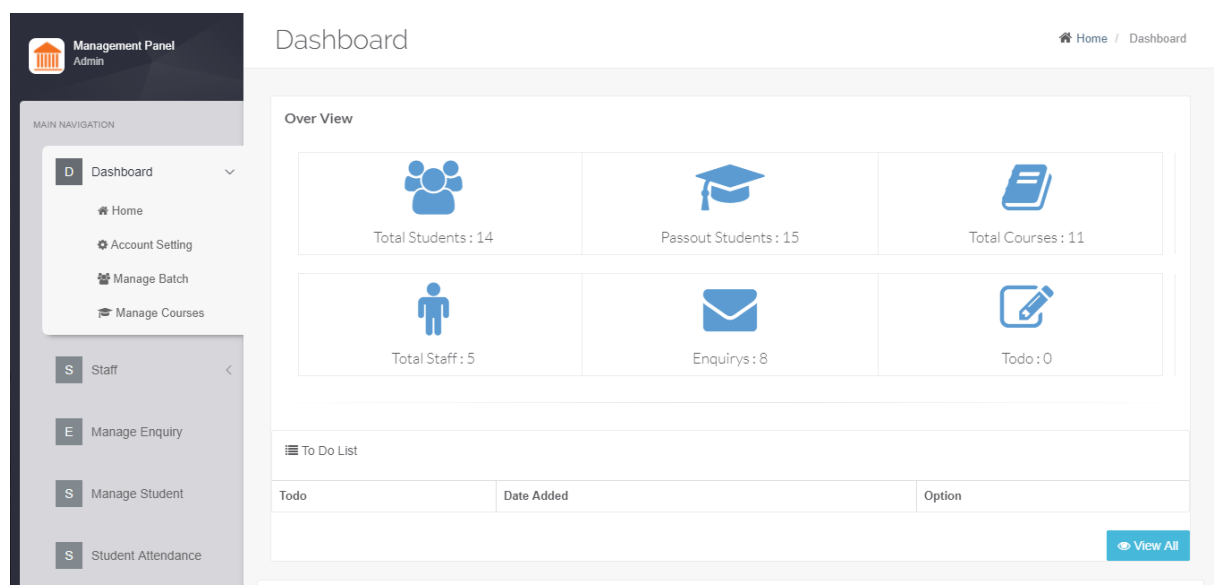 Management Panel
Admin
MAIN NAVIGATION
D Dashboard
Home
Account Setting
Manage Batch
Manage Courses
S Staff
E Manage Enquiry
S Manage Student
S Student Attendance
Dashboard
Home / Dashboard
Over View
Total Students : 14
Passout Students : 15
Total Courses : 11
Total Staff : 5
Enquirys : 8
Todo : 0
To Do List
Todo Date Added Option
View All